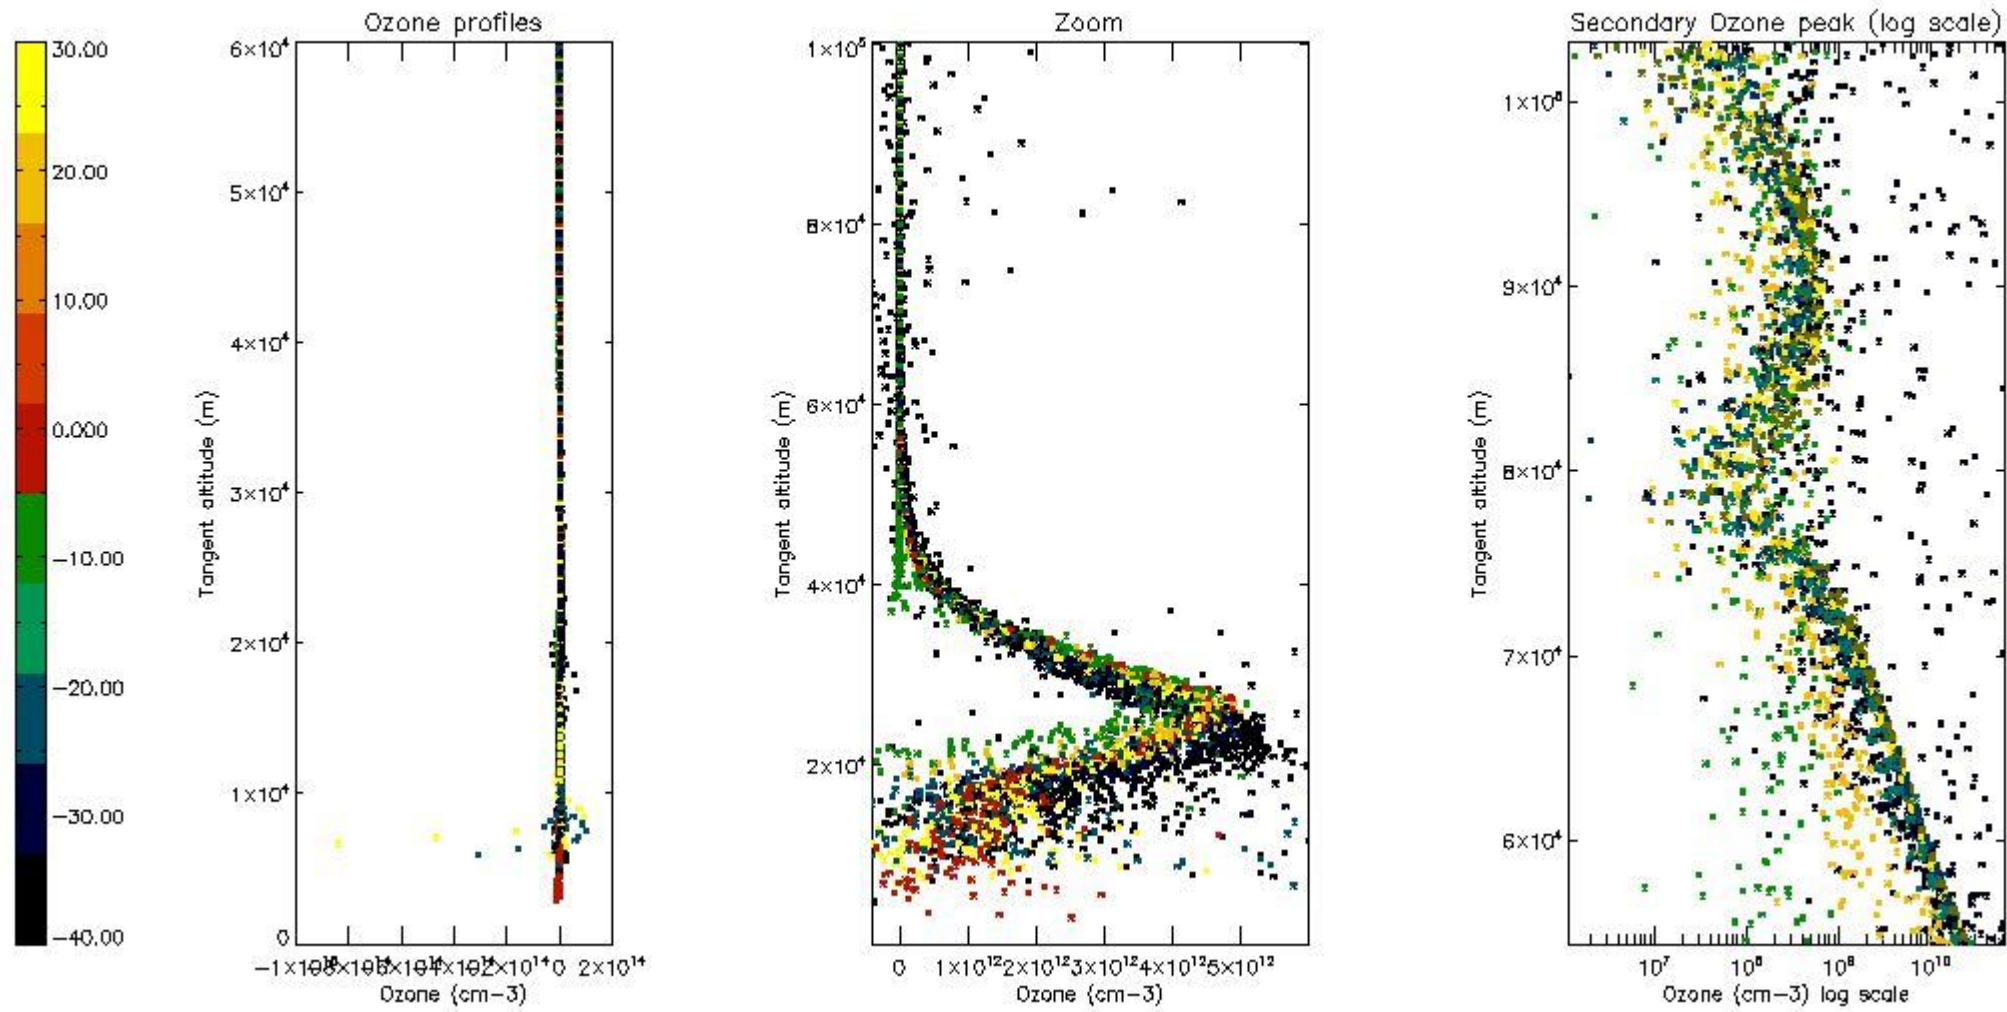 Ozone profiles
Zoom
Secondary Ozone peak (log scale)
30.00
20.00
10.00
0.000
−10.00
−20.00
−30.00
−40.00
6×10⁴
5×10⁴
4×10⁴
3×10⁴
2×10⁴
1×10⁴
0
Tangent altitude (m)
0 2×10¹⁴
Ozone (cm−3)
1×10⁵
8×10⁴
6×10⁴
4×10⁴
2×10⁴
Tangent altitude (m)
0 1×10¹² 2×10¹² 3×10¹² 4×10¹² 5×10¹²
Ozone (cm−3)
1×10⁵
9×10⁴
8×10⁴
7×10⁴
6×10⁴
Tangent altitude (m)
10⁷ 10⁸ 10⁹ 10¹⁰
Ozone (cm−3) log scale